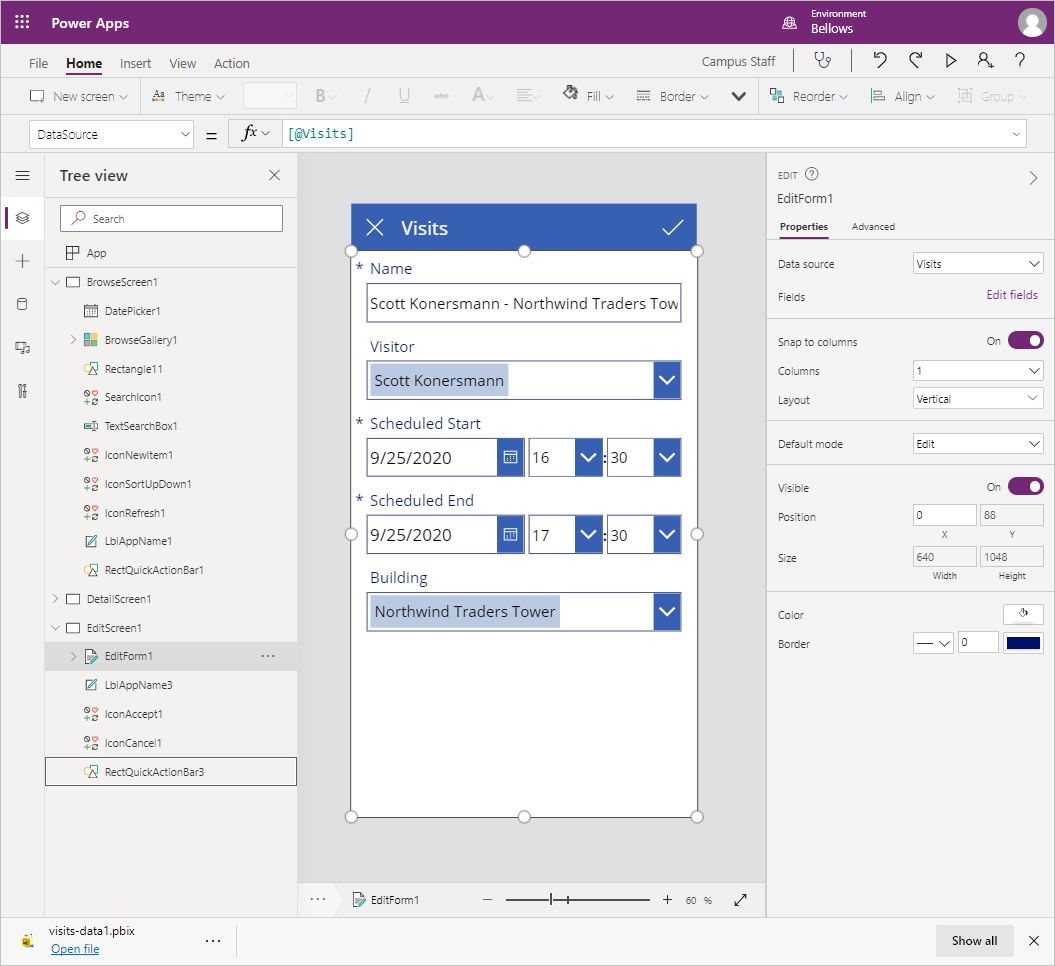 Power Apps
Environment
Bellows
File Home Insert View Action
Campus Staff
New screen Theme B / U abc A Fill Border Reorder Align Group
DataSource = fx [@Visits]
Tree view
Search
App
BrowseScreen1
DatePicker1
BrowseGallery1
Rectangle11
SearchIcon1
TextSearchBox1
IconNewItem1
IconSortUpDown1
IconRefresh1
LblAppName1
RectQuickActionBar1
DetailScreen1
EditScreen1
EditForm1 ...
LblAppName3
IconAccept1
IconCancel1
RectQuickActionBar3
Visits
* Name
Scott Konersmann - Northwind Traders Tow
Visitor
Scott Konersmann
* Scheduled Start
9/25/2020 16 : 30
* Scheduled End
9/25/2020 17 : 30
Building
Northwind Traders Tower
... EditForm1 − + 60 %
EDIT ?
EditForm1
Properties Advanced
Data source Visits
Fields Edit fields
Snap to columns On
Columns 1
Layout Vertical
Default mode Edit
Visible On
Position 0 88
X Y
Size 640 1048
Width Height
Color
Border 0
visits-data1.pbix
Open file
...
Show all